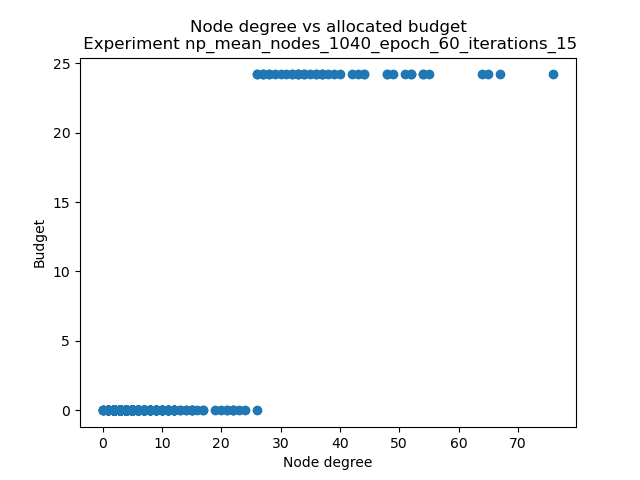 Node degree vs allocated budget
Experiment np_mean_nodes_1040_epoch_60_iterations_15
25
20
15
10
5
0
Budget
0 10 20 30 40 50 60 70
Node degree